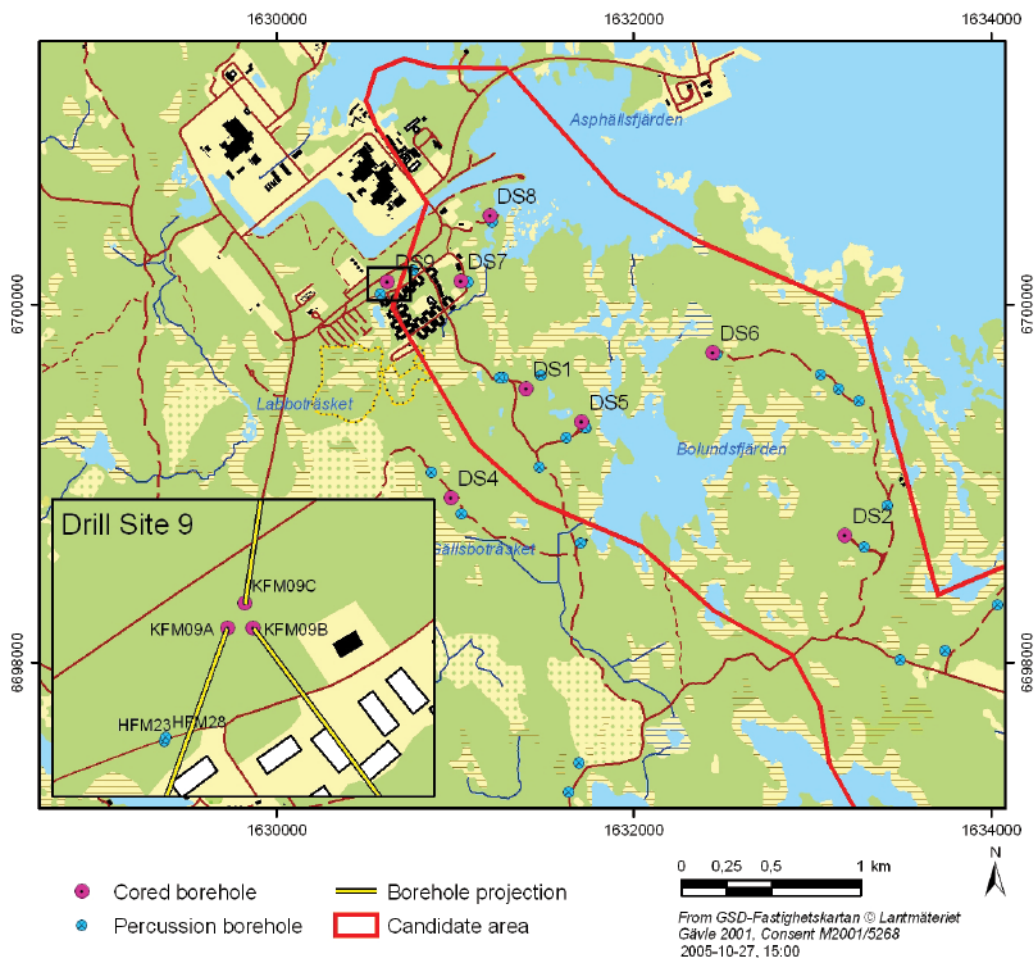 1630000
1632000
1634000
Asphällsfjärden
DS8
DS9
DS7
6700000
6700000
DS6
DS1
Labboträsket
DS5
Bolundsfjärden
DS4
Drill Site 9
DS2
Gällsboträsket
KFM09C
KFM09A
KFM09B
6698000
6698000
HFM23
HFM28
1630000
1632000
1634000
Cored borehole
Borehole projection
Percussion borehole
Candidate area
0 0,25 0,5 1 km
N
From GSD-Fastighetskartan © Lantmäteriet
Gävle 2001, Consent M2001/5268
2005-10-27, 15:00